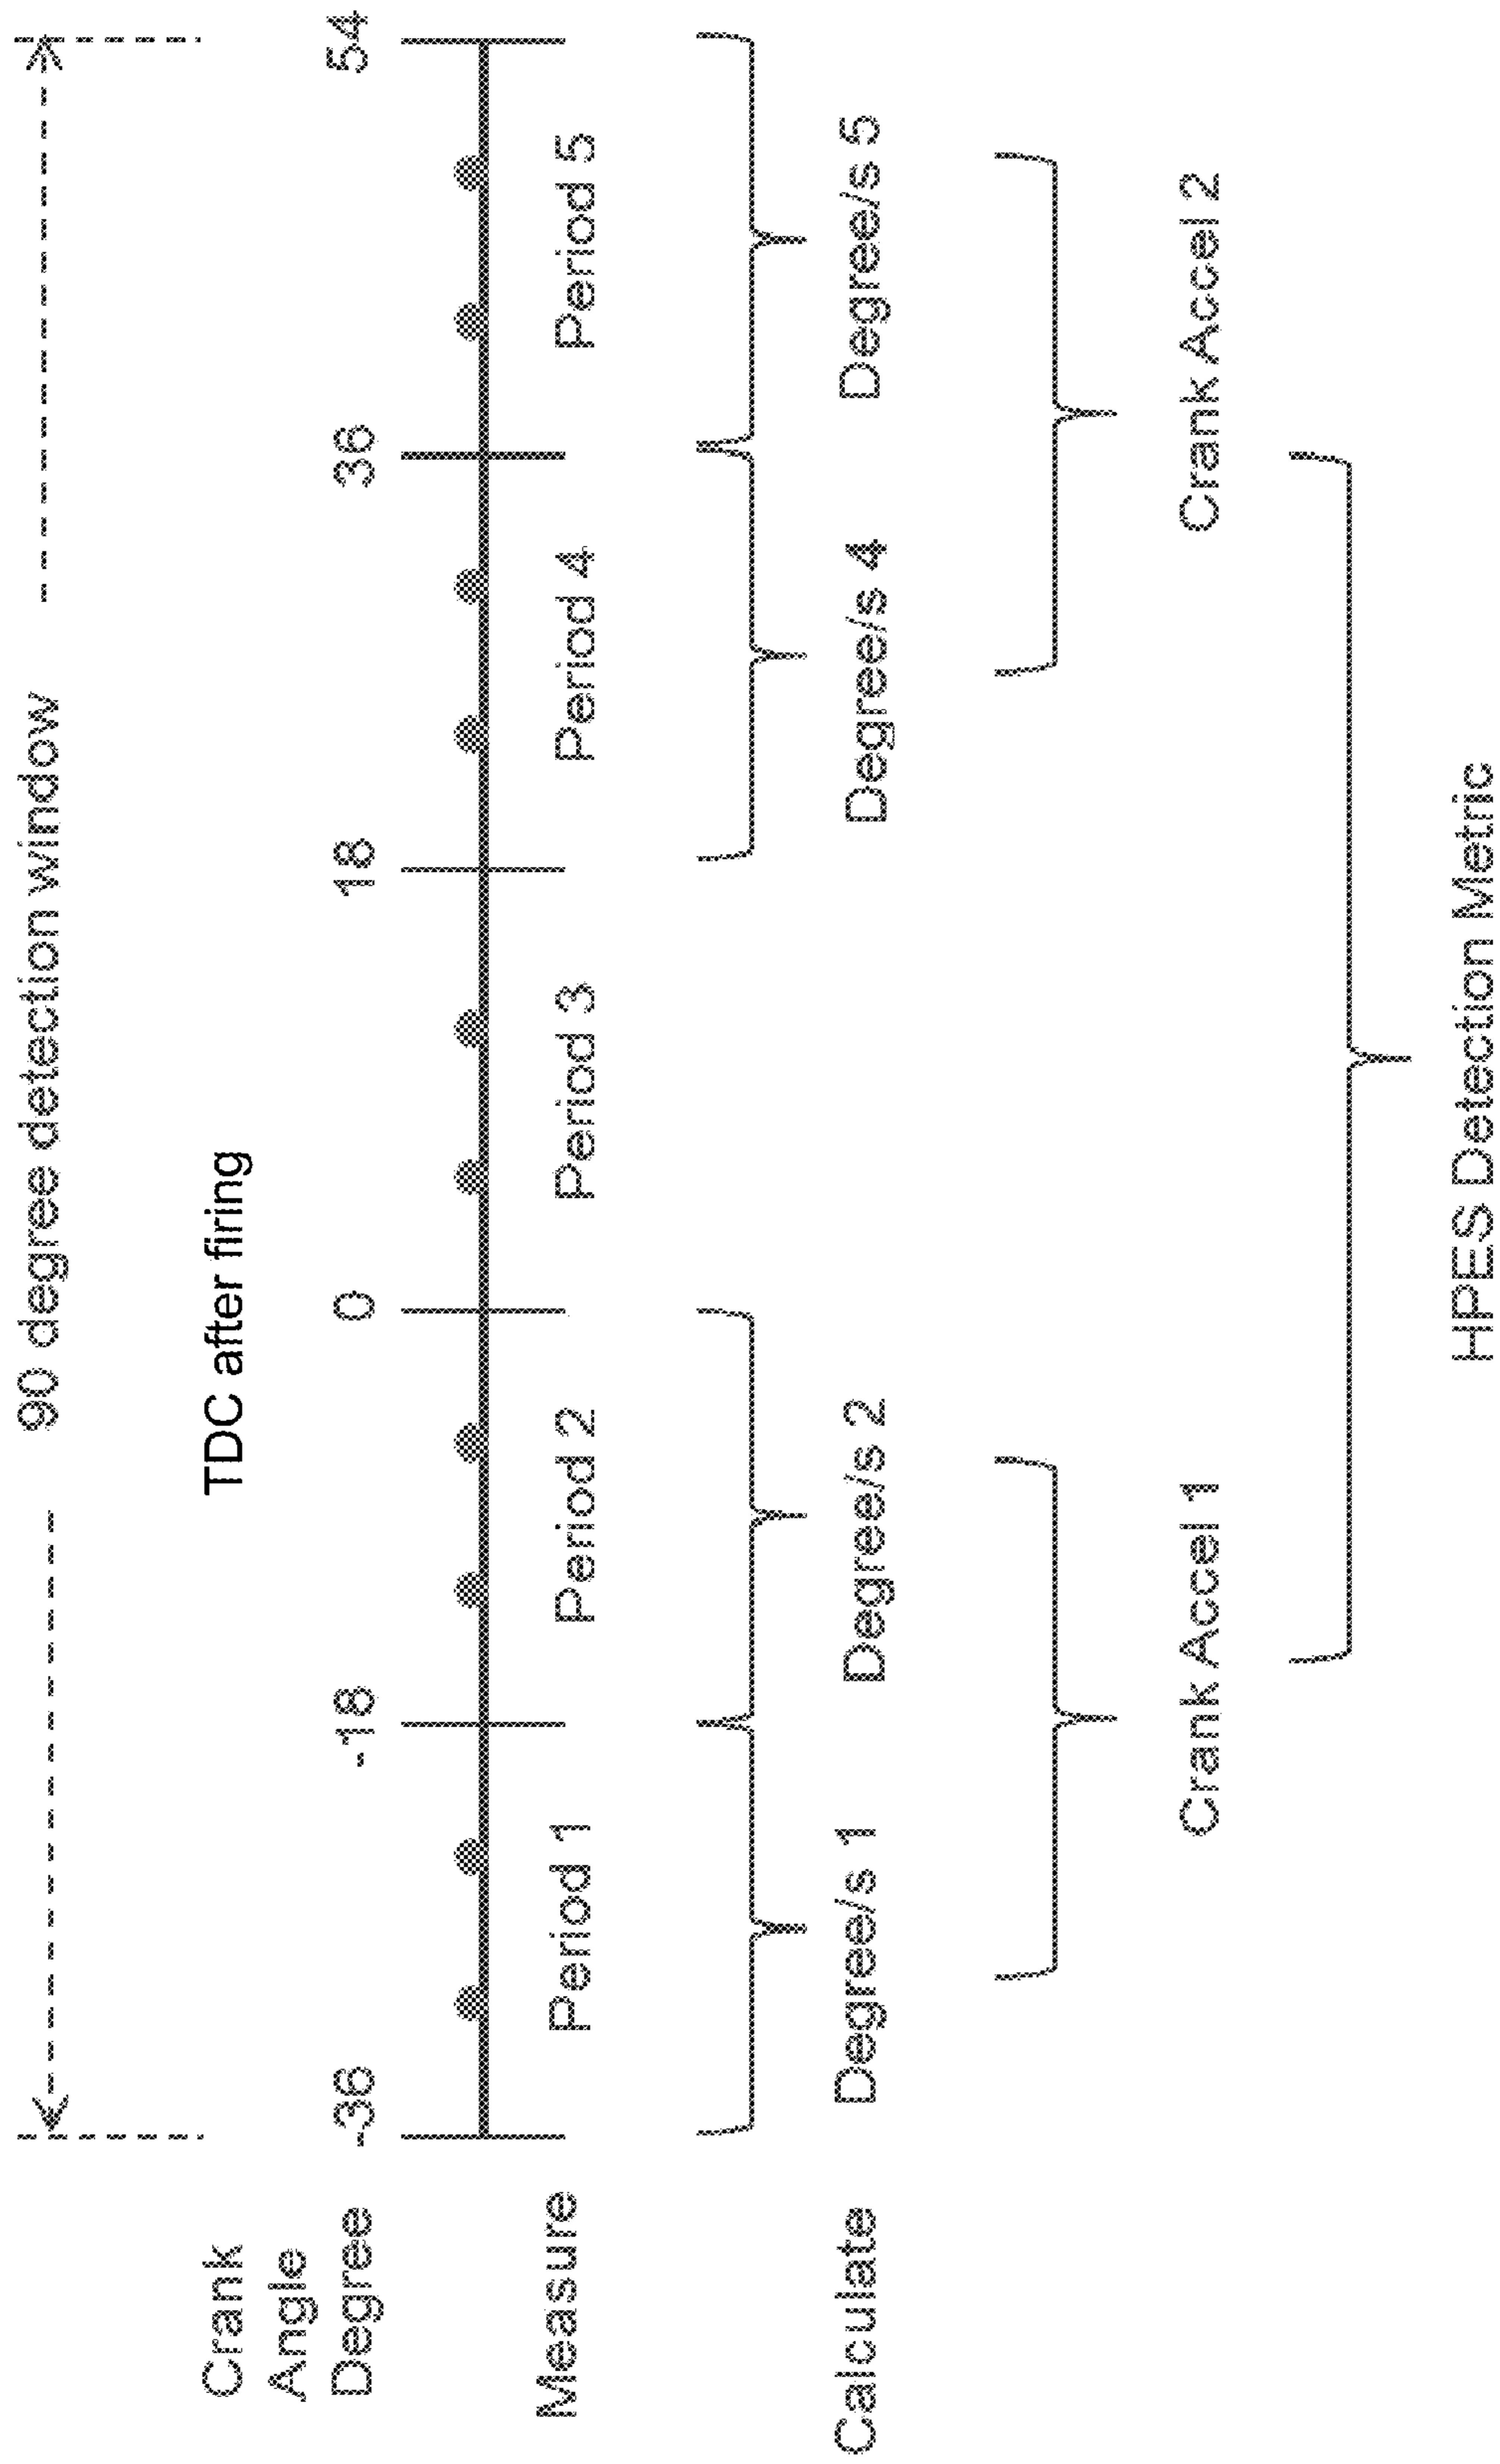 90 degree detection window
TDC after firing
Crank
Angle
Degree
-36 -18 0 18 36 54
Measure
Period 1 Period 2 Period 3 Period 4 Period 5
Calculate
Degree/s 1 Degree/s 2 Degree/s 4 Degree/s 5
Crank Accel 1 Crank Accel 2
HPES Detection Metric